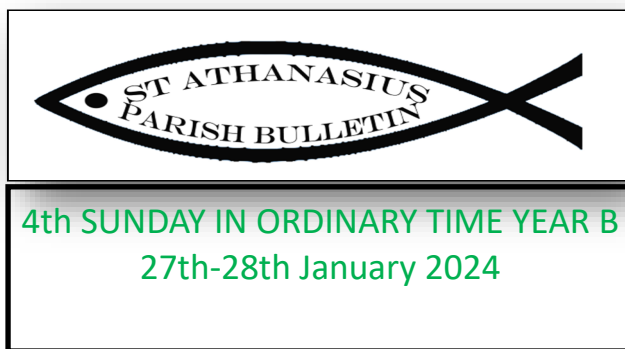 ST ATHANASIUS
PARISH BULLETIN
4th SUNDAY IN ORDINARY TIME YEAR B
27th-28th January 2024